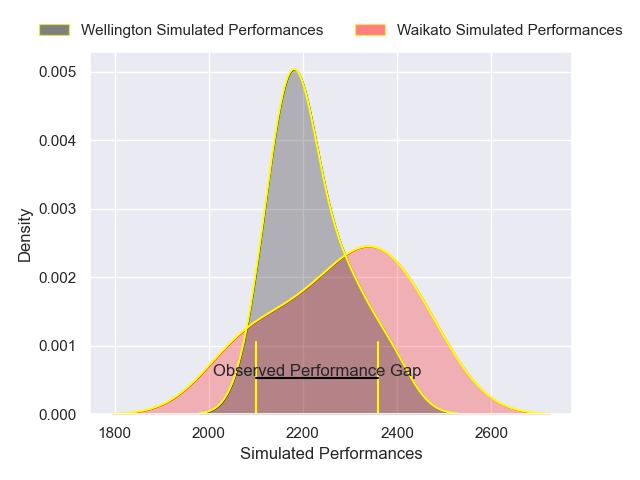 Wellington Simulated Performances
Waikato Simulated Performances
0.005
0.004
0.003
0.002
0.001
0.000
Density
Observed Performance Gap
1800
2000
2200
2400
2600
Simulated Performances